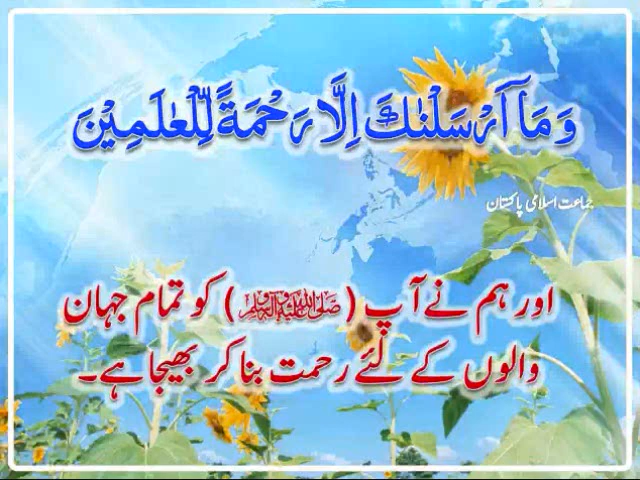 وَمَآ اَرْسَلْنٰكَ اِلَّا رَحْمَةً لِّلْعٰلَمِيْنَ
جماعت اسلامی پاکستان
اور ہم نے آپ (صلی اللہ علیہ وآلہ وسلم) کو تمام جہان
والوں کے لئے رحمت بنا کر بھیجا ہے۔